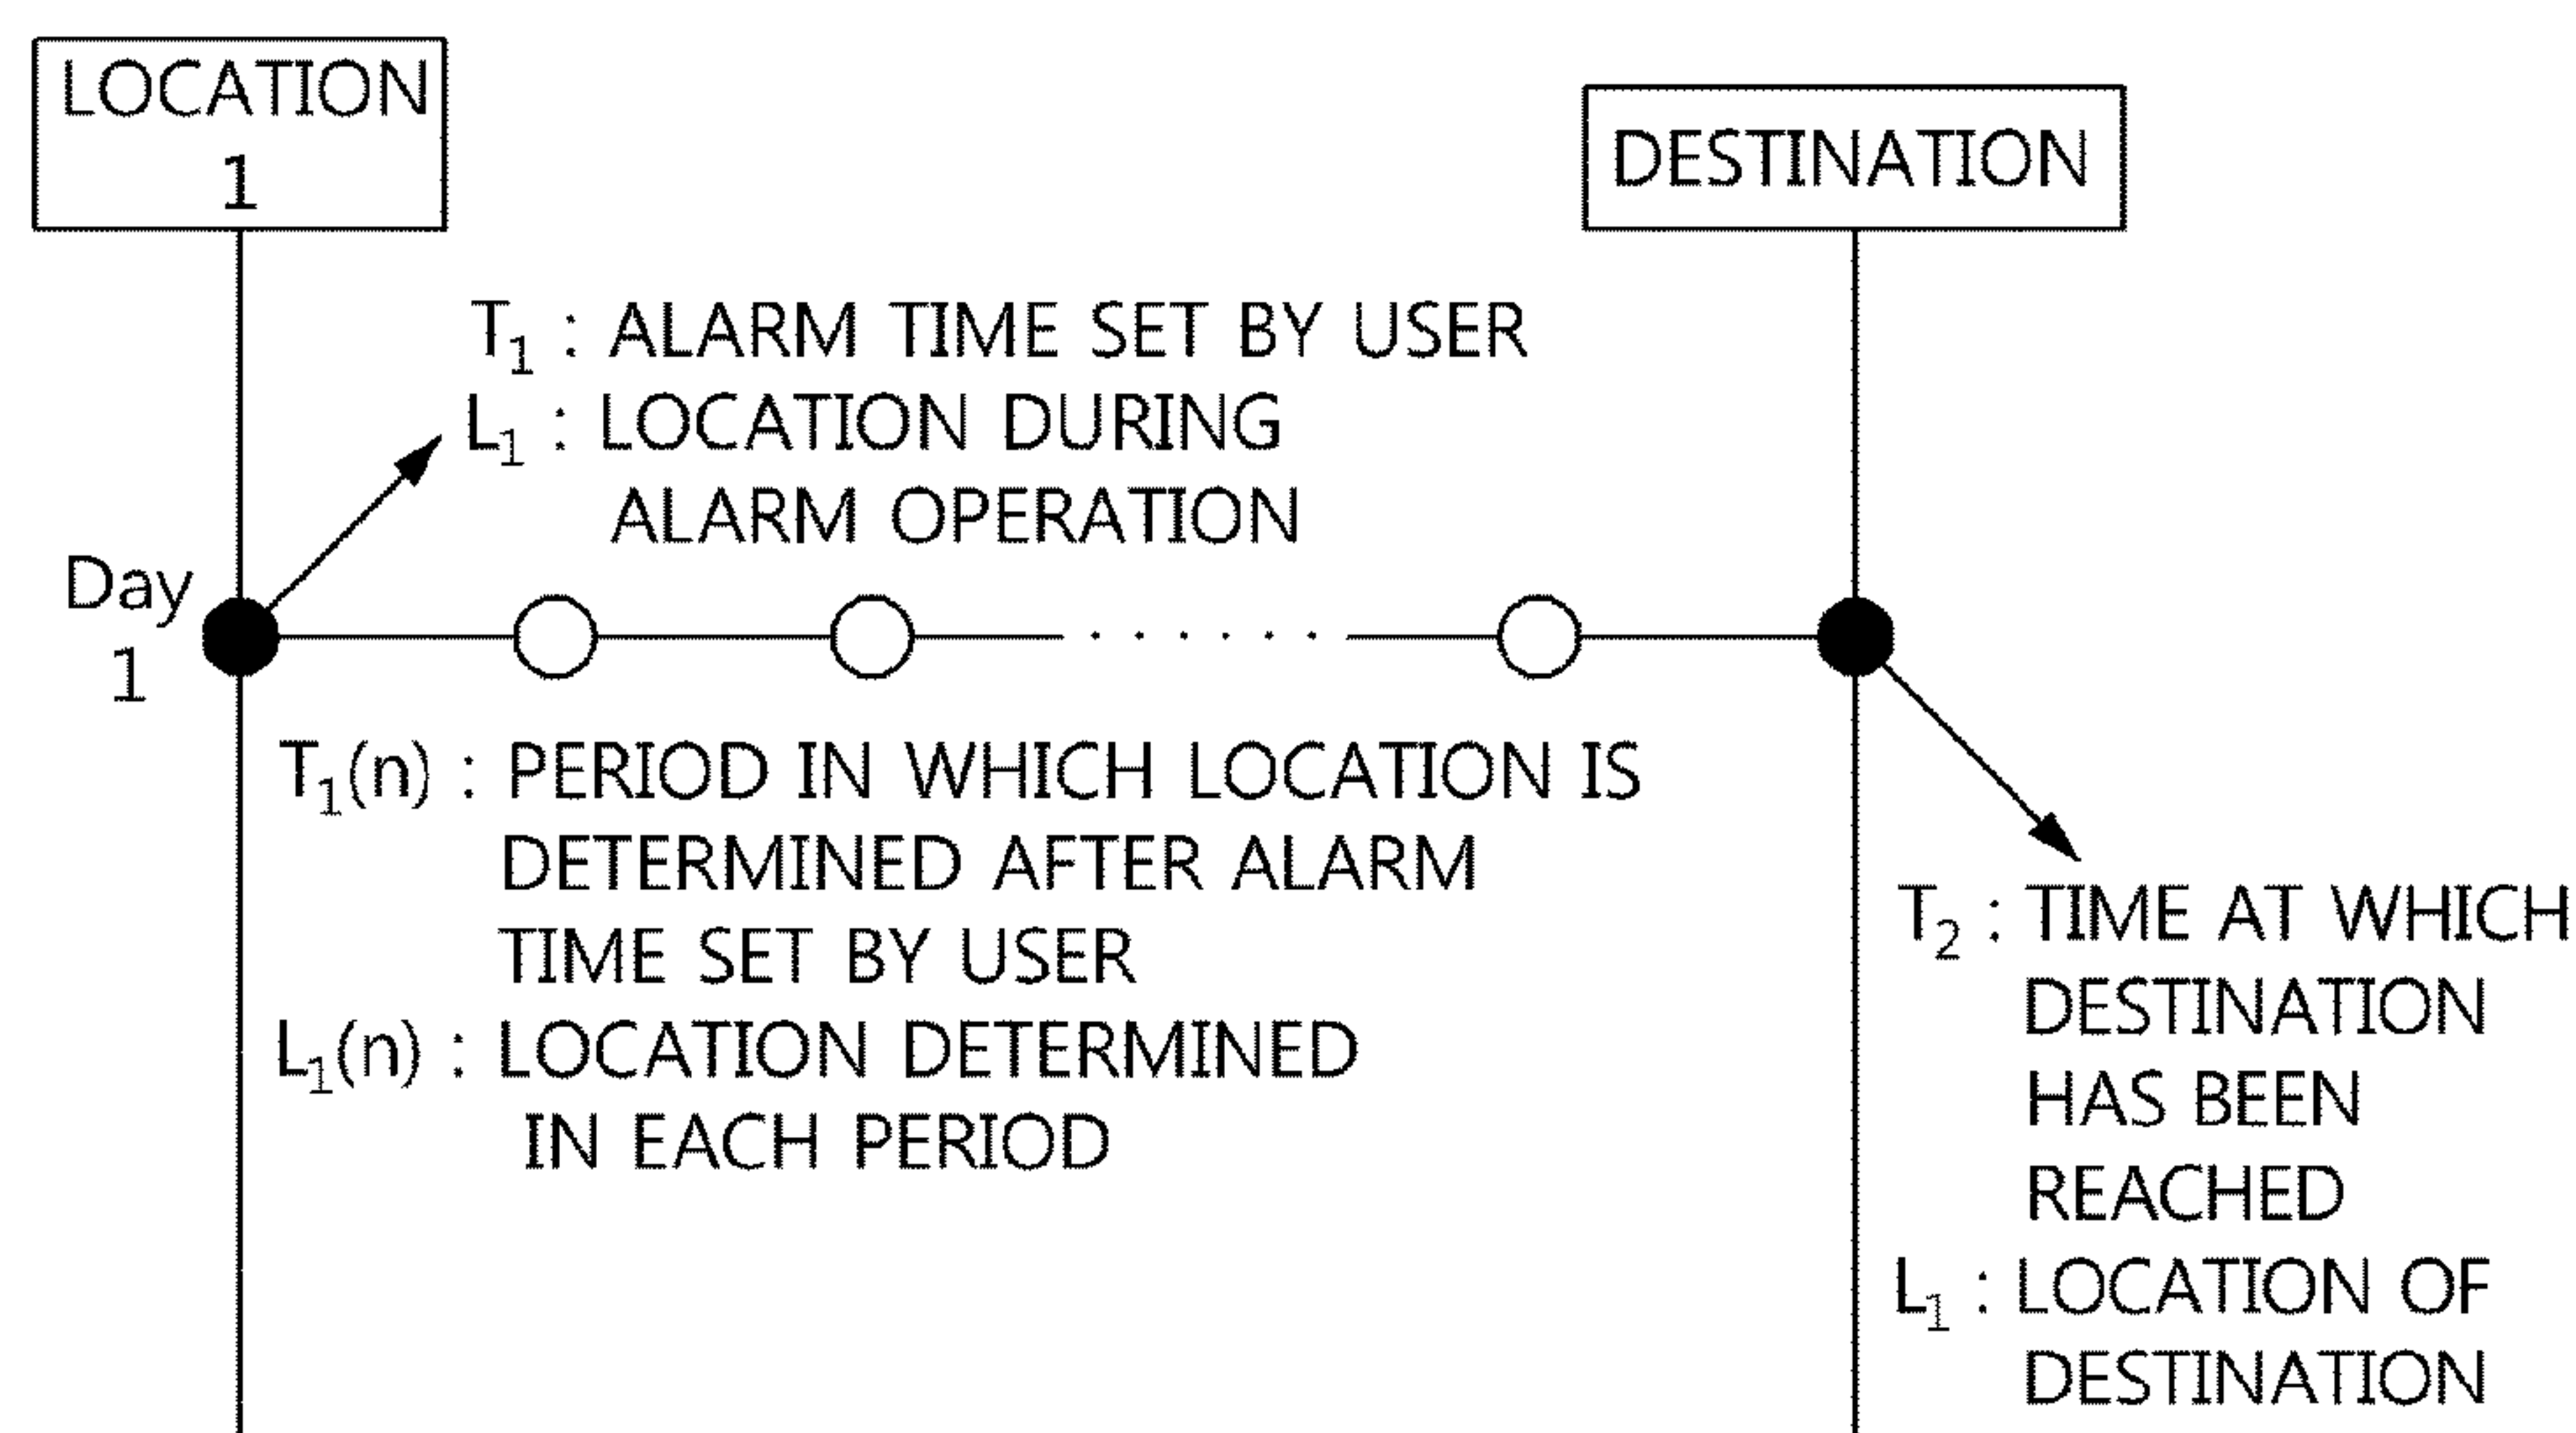 LOCATION
1
DESTINATION
T₁ : ALARM TIME SET BY USER
L₁ : LOCATION DURING
ALARM OPERATION
Day
1
T₁(n) : PERIOD IN WHICH LOCATION IS
DETERMINED AFTER ALARM
TIME SET BY USER
L₁(n) : LOCATION DETERMINED
IN EACH PERIOD
T₂ : TIME AT WHICH
DESTINATION
HAS BEEN
REACHED
L₁ : LOCATION OF
DESTINATION